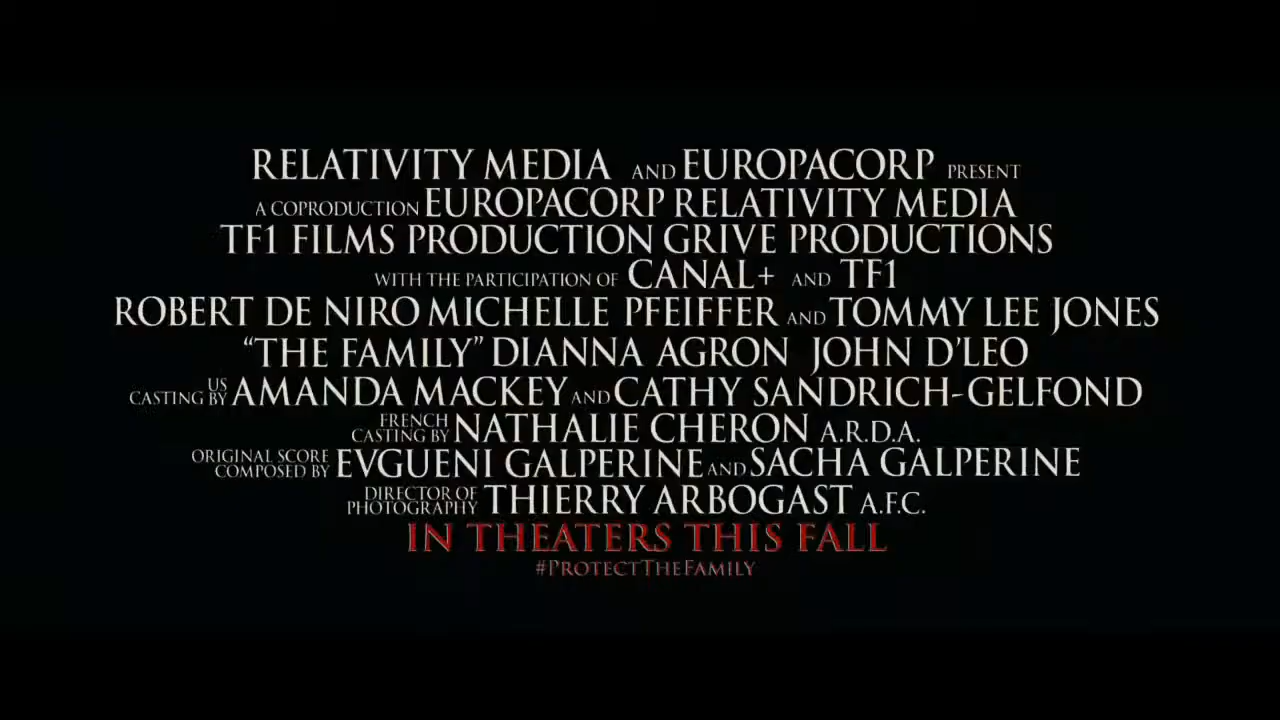 RELATIVITY MEDIA AND EUROPACORP PRESENT
A COPRODUCTION EUROPACORP RELATIVITY MEDIA
TF1 FILMS PRODUCTION GRIVE PRODUCTIONS
WITH THE PARTICIPATION OF CANAL+ AND TF1
ROBERT DE NIRO MICHELLE PFEIFFER AND TOMMY LEE JONES
“THE FAMILY” DIANNA AGRON JOHN D’LEO
US CASTING BY AMANDA MACKEY AND CATHY SANDRICH-GELFOND
FRENCH CASTING BY NATHALIE CHERON A.R.D.A.
ORIGINAL SCORE COMPOSED BY EVGUENI GALPERINE AND SACHA GALPERINE
DIRECTOR OF PHOTOGRAPHY THIERRY ARBOGAST A.F.C.
IN THEATERS THIS FALL
#PROTECTTHEFAMILY